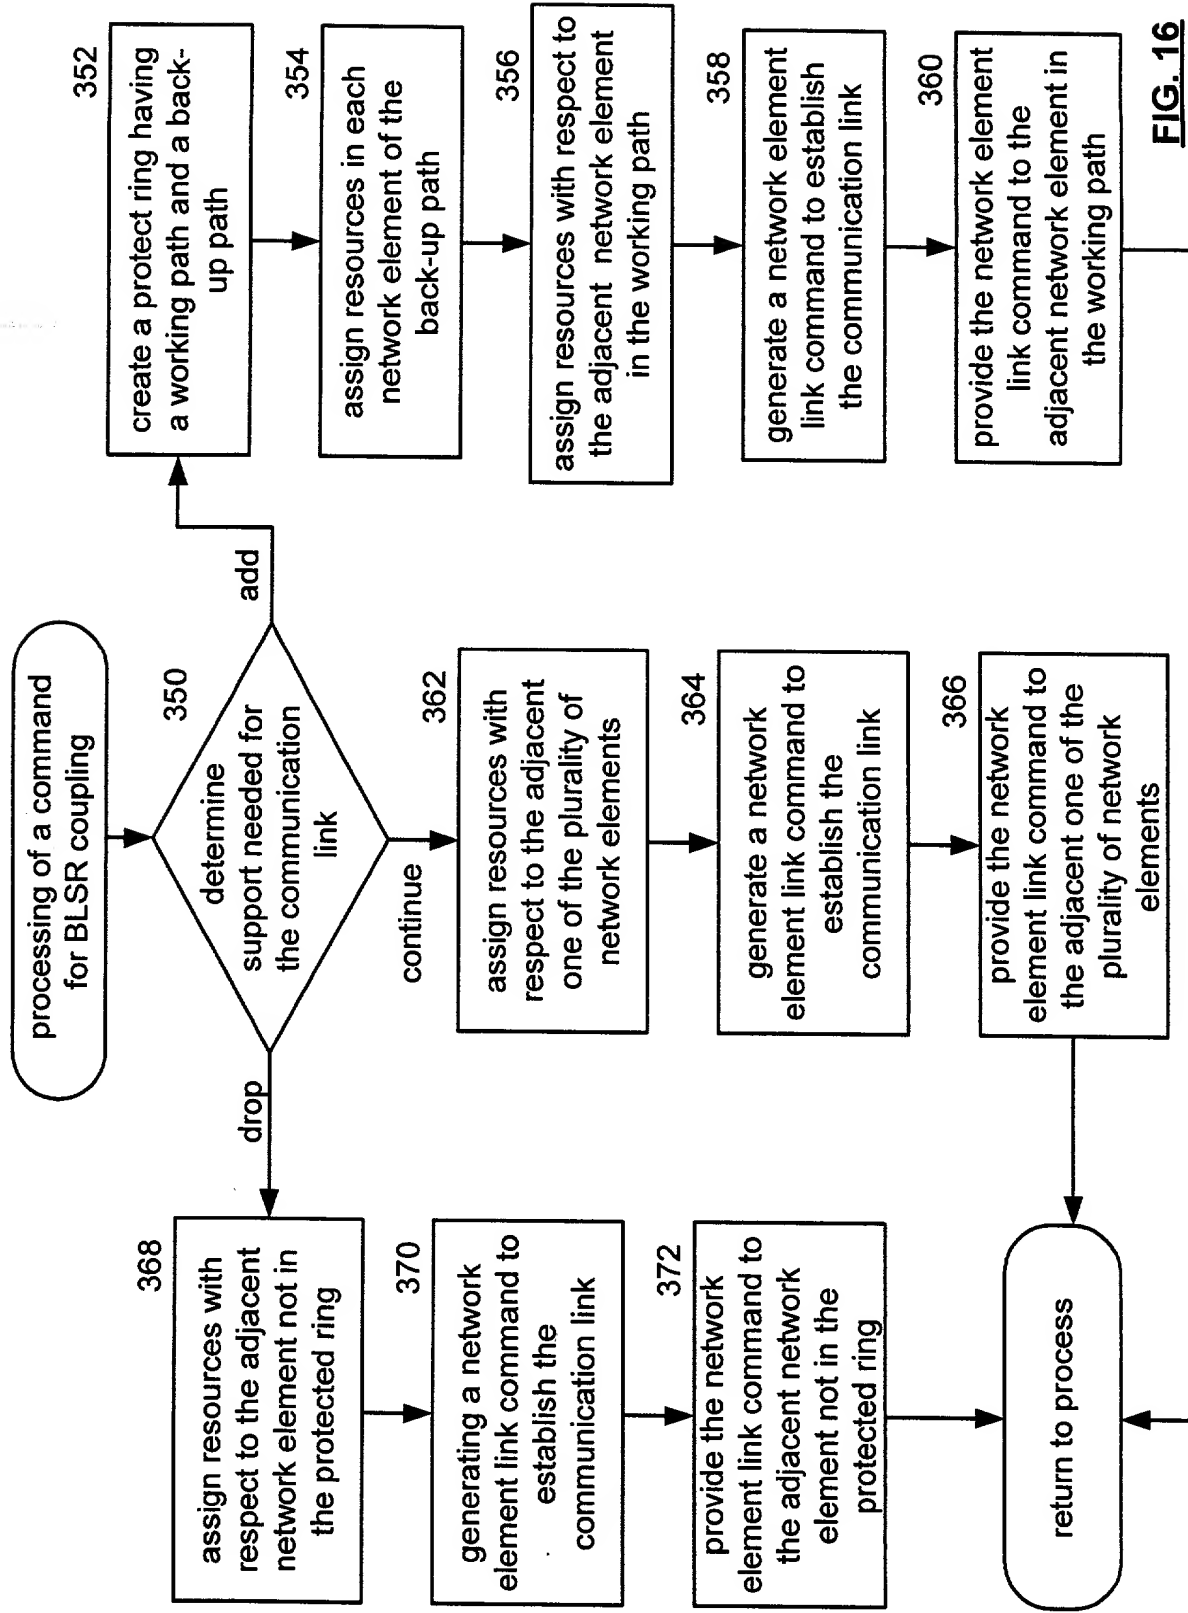 processing of a command
for BLSR coupling
350
determine
support needed for
the communication
link
drop
add
continue
352
create a protect ring having
a working path and a back-
up path
354
assign resources in each
network element of the
back-up path
356
assign resources with respect to
the adjacent network element
in the working path
358
generate a network element
link command to establish
the communication link
360
provide the network element
link command to the
adjacent network element in
the working path
362
assign resources with
respect to the adjacent
one of the plurality of
network elements
364
generate a network
element link command to
establish the
communication link
366
provide the network
element link command to
the adjacent one of the
plurality of network
elements
368
assign resources with
respect to the adjacent
network element not in
the protected ring
370
generating a network
element link command to
establish the
communication link
372
provide the network
element link command to
the adjacent network
element not in the
protected ring
return to process
FIG. 16